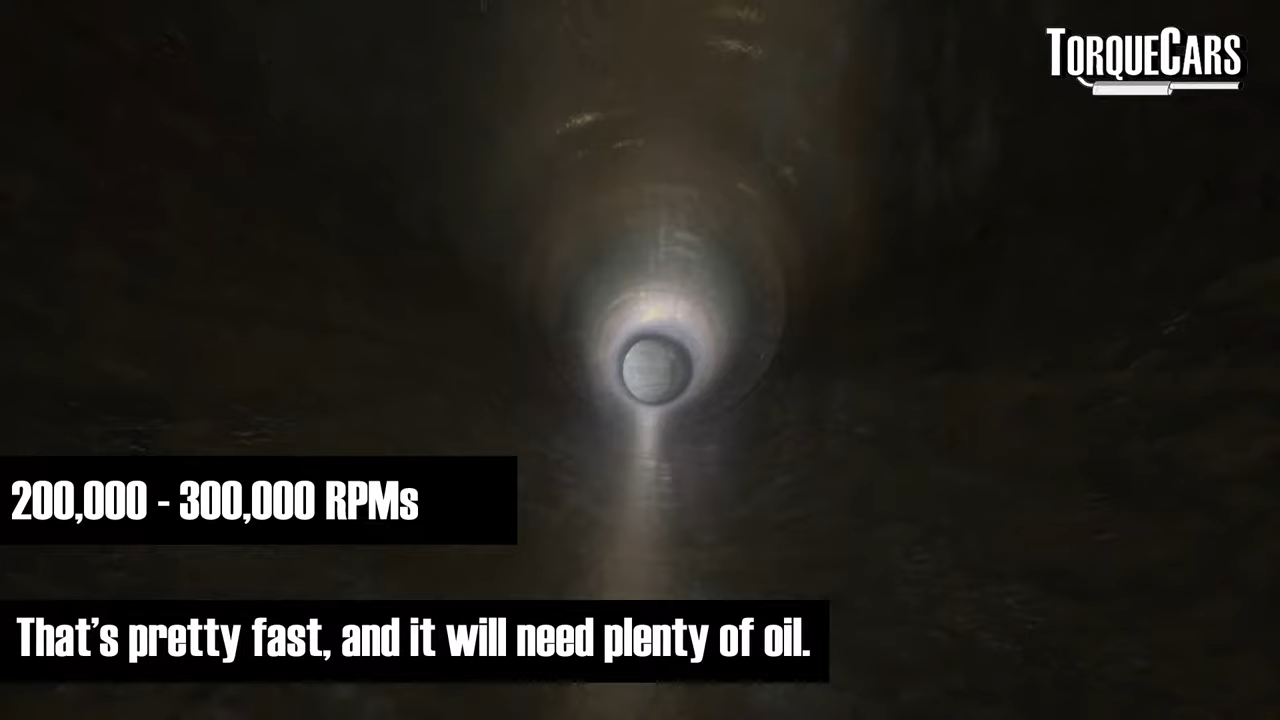 TORQUECARS
200,000 - 300,000 RPMs
That's pretty fast, and it will need plenty of oil.